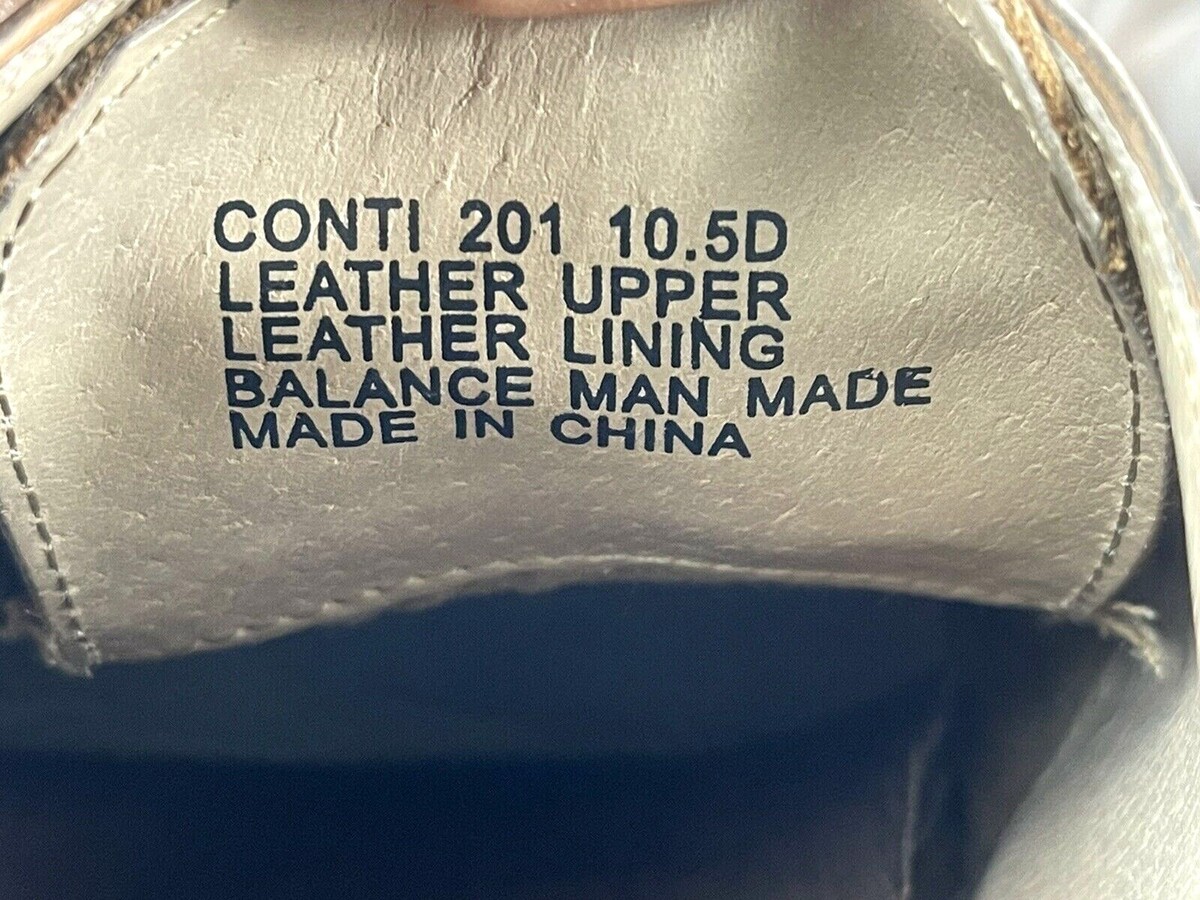 CONTI 201 10.5D
LEATHER UPPER
LEATHER LINING
BALANCE MAN MADE
MADE IN CHINA